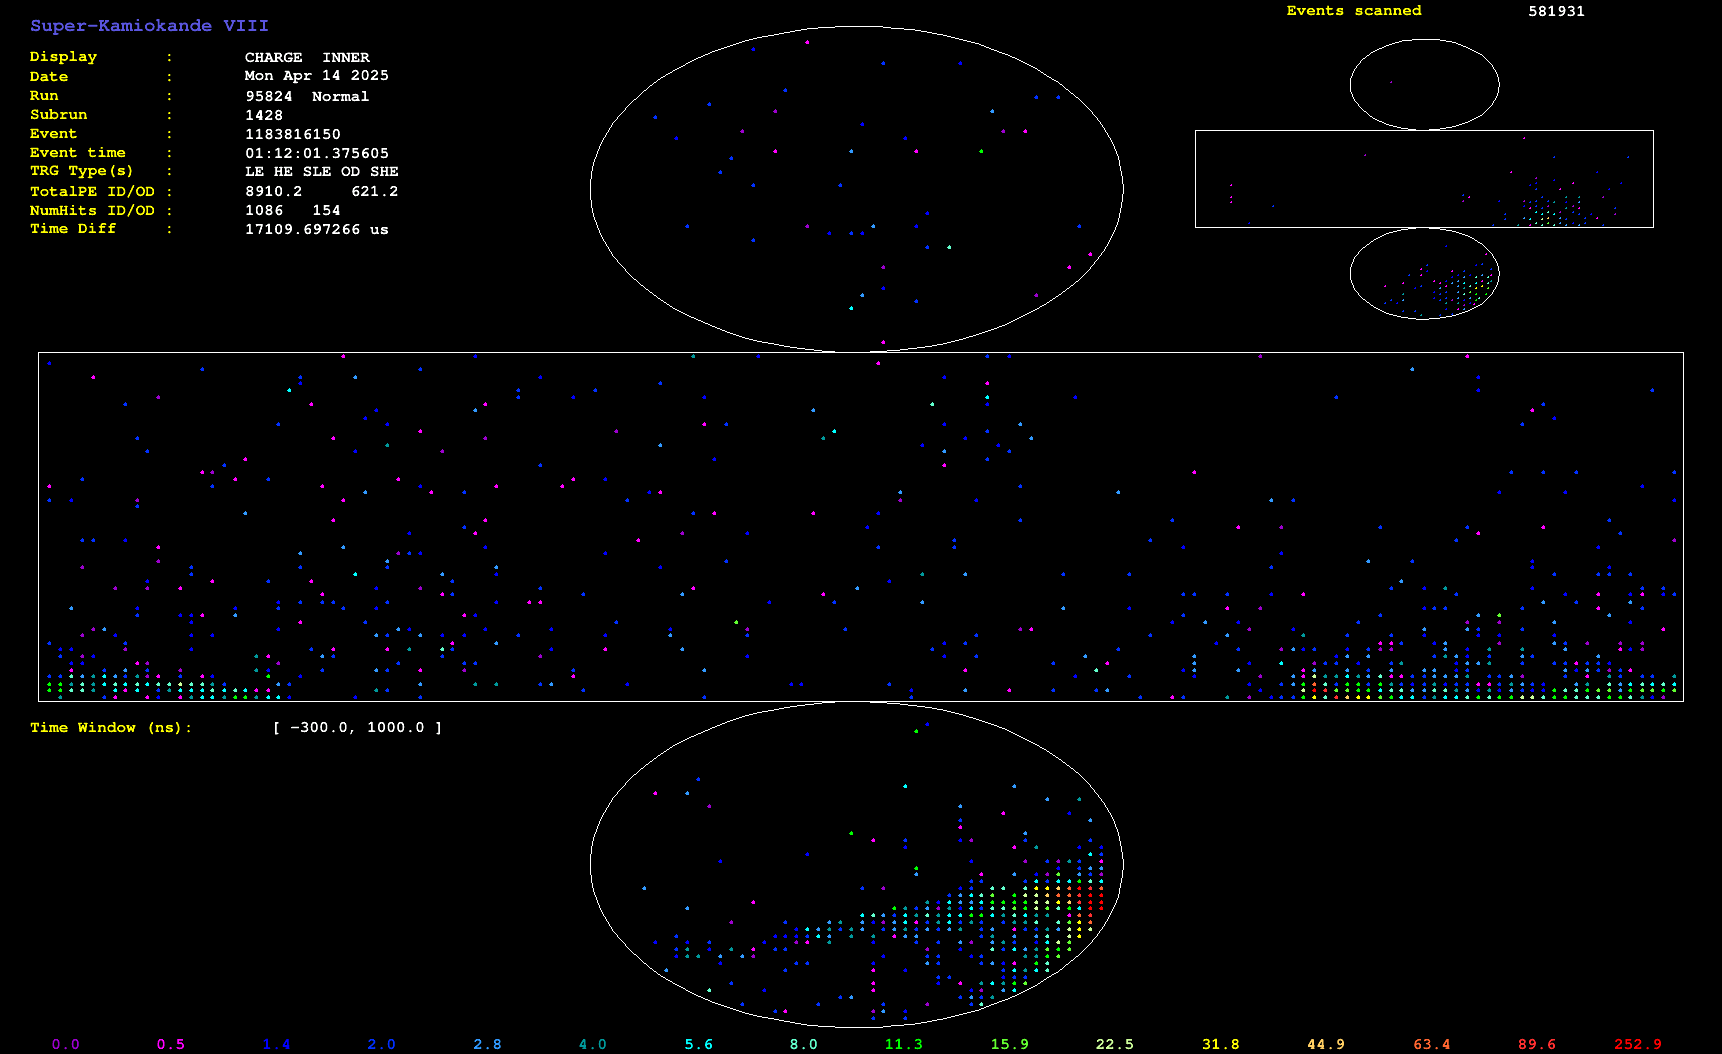 Super-Kamiokande VIII
Events scanned 581931
Display : CHARGE INNER
Date : Mon Apr 14 2025
Run : 95824 Normal
Subrun : 1428
Event : 1183816150
Event time : 01:12:01.375605
TRG Type(s) : LE HE SLE OD SHE
TotalPE ID/OD : 8910.2 621.2
NumHits ID/OD : 1086 154
Time Diff : 17109.697266 us
Time Window (ns): [ -300.0, 1000.0 ]
0.0 0.5 1.4 2.0 2.8 4.0 5.6 8.0 11.3 15.9 22.5 31.8 44.9 63.4 89.6 252.9